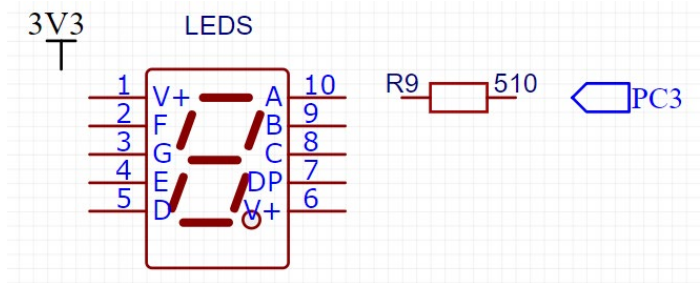 3V3
LEDS
1 V+ A 10
2 F B 9
3 G C 8
4 E DP 7
5 D V+ 6
R9 510
PC3